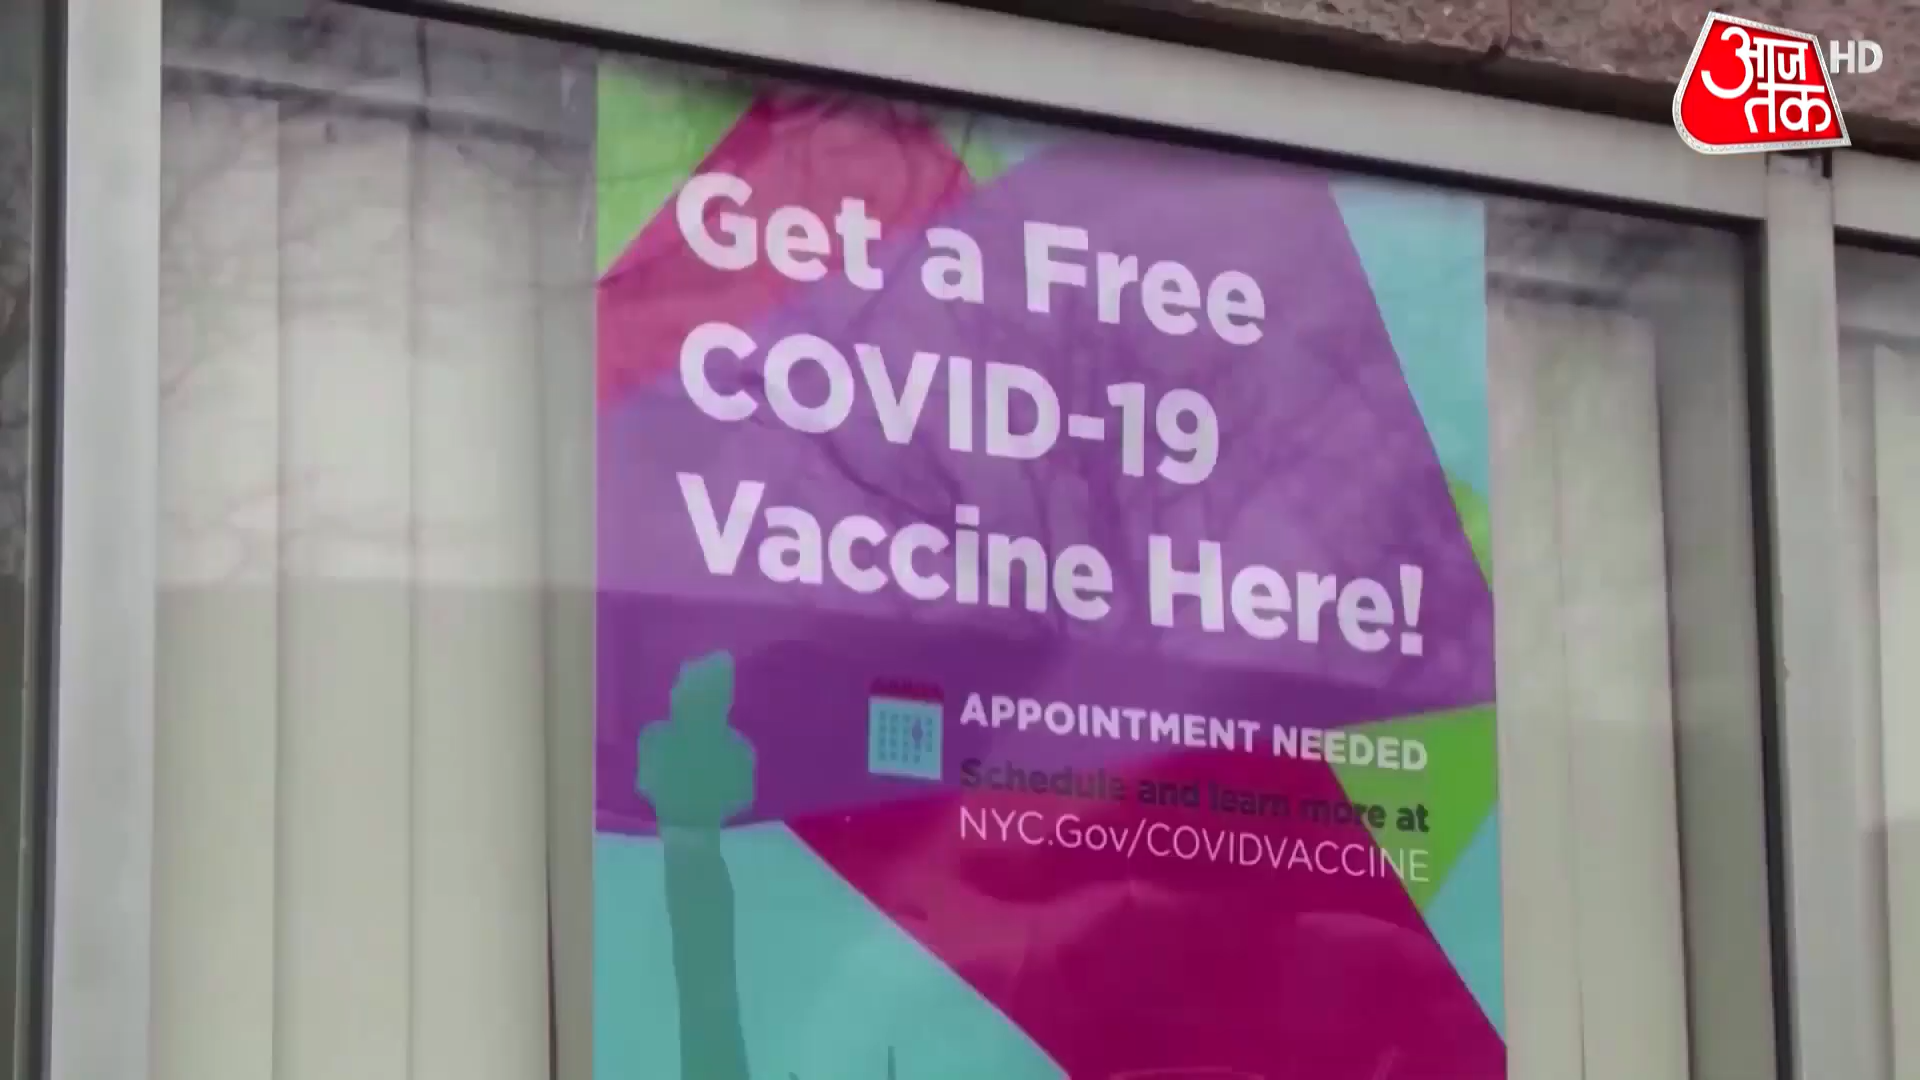 आज
तक
HD
Get a Free
COVID-19
Vaccine Here!
APPOINTMENT NEEDED
Schedule and learn more at
NYC.Gov/COVIDVACCINE